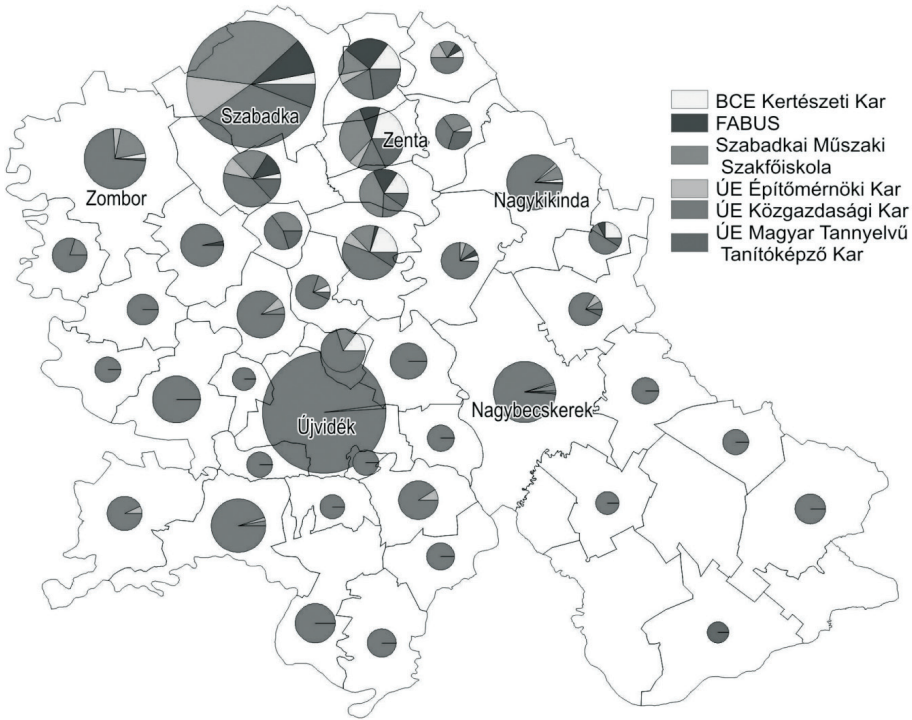 Szabadka
Zenta
Zombor
Nagykikinda
Újvidék
Nagybecskerek
BCE Kertészeti Kar
FABUS
Szabadkai Műszaki
Szakfőiskola
ÚE Építőmérnöki Kar
ÚE Közgazdasági Kar
ÚE Magyar Tannyelvű
Tanítóképző Kar